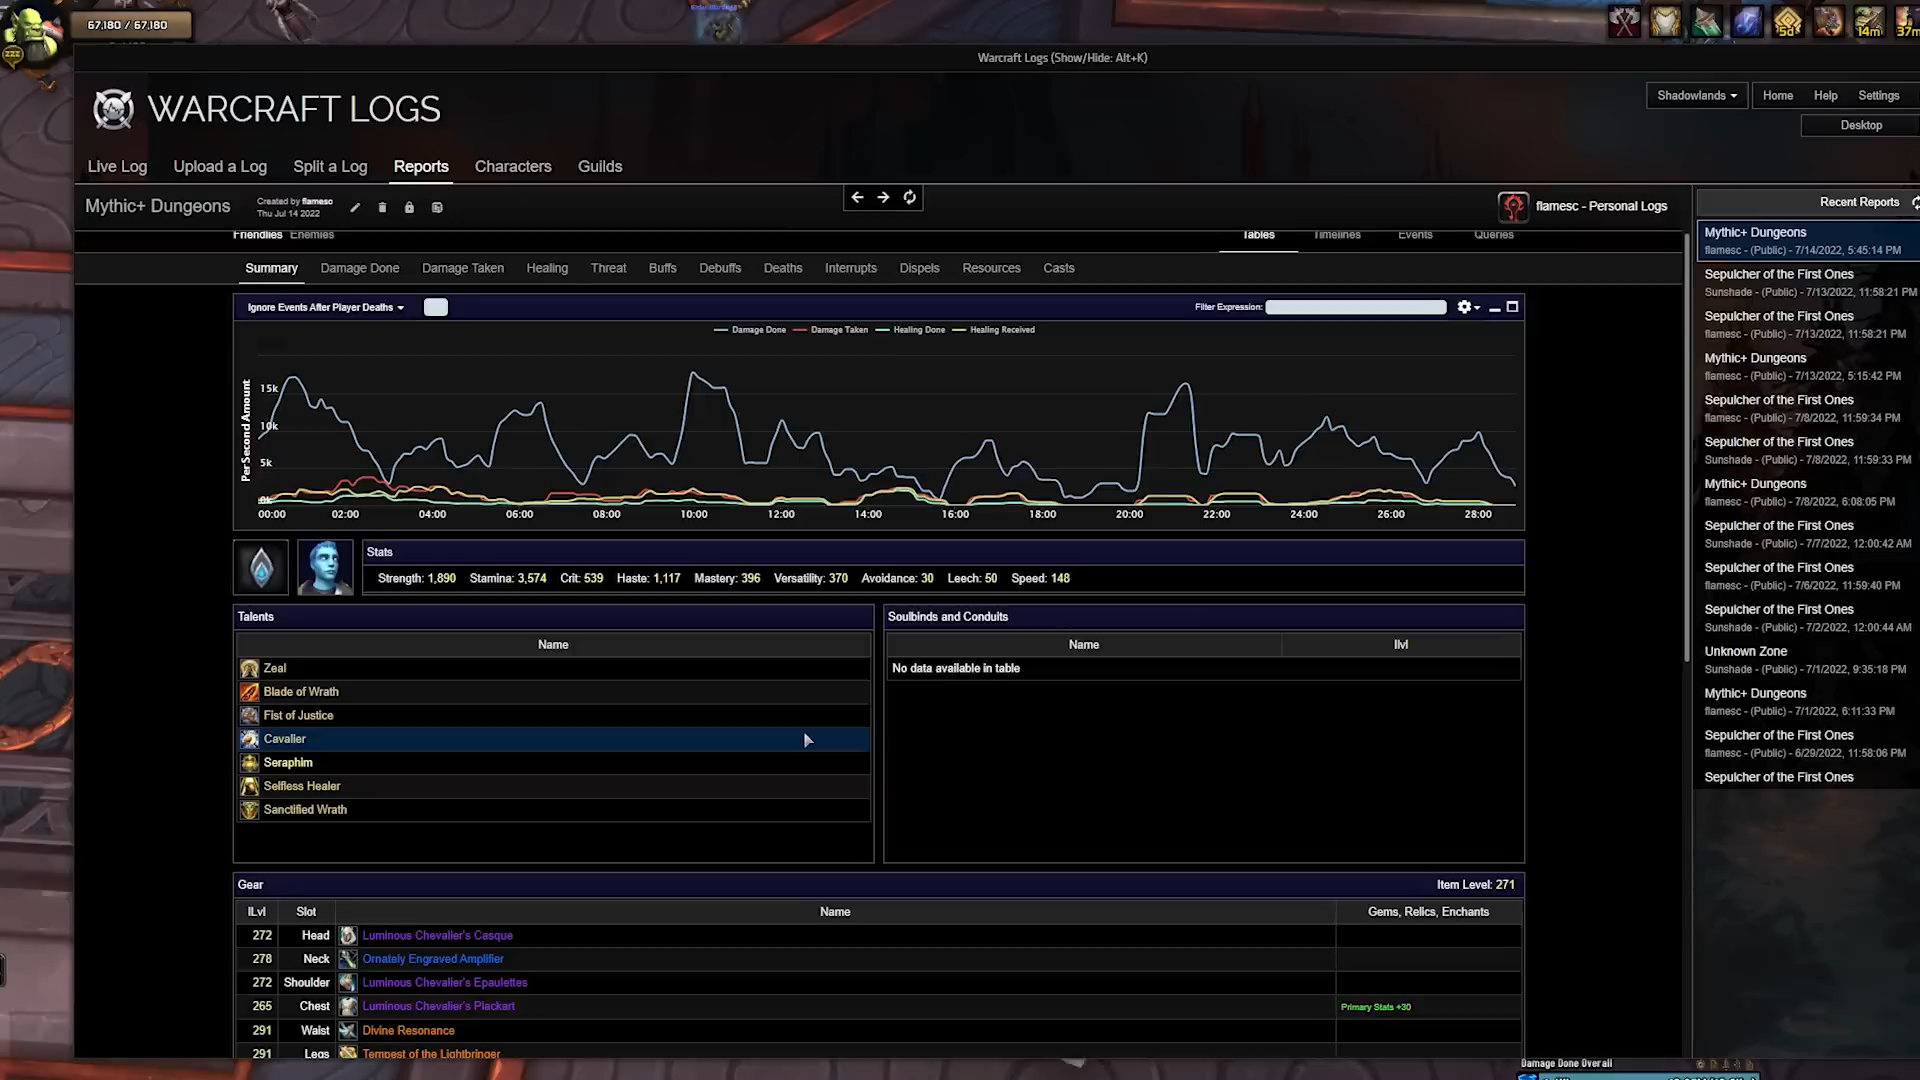 67,180 / 67,180
zzz
5d
14m
37m
Warcraft Logs (Show/Hide: Alt+K)
WARCRAFT LOGS
Shadowlands
Home Help Settings
Desktop
Live Log Upload a Log Split a Log Reports Characters Guilds
Mythic+ Dungeons
Created by flamesc
Thu Jul 14 2022
flamesc - Personal Logs
Friendlies Enemies
Tables Timelines Events Queries
Summary Damage Done Damage Taken Healing Threat Buffs Debuffs Deaths Interrupts Dispels Resources Casts
Ignore Events After Player Deaths
Filter Expression:
Damage Done Damage Taken Healing Done Healing Received
Per Second Amount
15k
10k
5k
0k
00:00 02:00 04:00 06:00 08:00 10:00 12:00 14:00 16:00 18:00 20:00 22:00 24:00 26:00 28:00
Stats
Strength: 1,890 Stamina: 3,574 Crit: 539 Haste: 1,117 Mastery: 396 Versatility: 370 Avoidance: 30 Leech: 50 Speed: 148
Talents
Name
Zeal
Blade of Wrath
Fist of Justice
Cavalier
Seraphim
Selfless Healer
Sanctified Wrath
Soulbinds and Conduits
Name Ilvl
No data available in table
Gear
Item Level: 271
ILvl Slot Name Gems, Relics, Enchants
272 Head Luminous Chevalier's Casque
278 Neck Ornately Engraved Amplifier
272 Shoulder Luminous Chevalier's Epaulettes
265 Chest Luminous Chevalier's Plackart Primary Stats +30
291 Waist Divine Resonance
291 Legs Tempest of the Lightbringer
Recent Reports
Mythic+ Dungeons
flamesc - (Public) - 7/14/2022, 5:45:14 PM
Sepulcher of the First Ones
Sunshade - (Public) - 7/13/2022, 11:58:21 PM
Sepulcher of the First Ones
flamesc - (Public) - 7/13/2022, 11:58:21 PM
Mythic+ Dungeons
flamesc - (Public) - 7/13/2022, 5:15:42 PM
Sepulcher of the First Ones
flamesc - (Public) - 7/8/2022, 11:59:34 PM
Sepulcher of the First Ones
Sunshade - (Public) - 7/8/2022, 11:59:33 PM
Mythic+ Dungeons
flamesc - (Public) - 7/8/2022, 6:08:05 PM
Sepulcher of the First Ones
Sunshade - (Public) - 7/7/2022, 12:00:42 AM
Sepulcher of the First Ones
flamesc - (Public) - 7/6/2022, 11:59:40 PM
Sepulcher of the First Ones
Sunshade - (Public) - 7/2/2022, 12:00:44 AM
Unknown Zone
Sunshade - (Public) - 7/1/2022, 9:35:18 PM
Mythic+ Dungeons
flamesc - (Public) - 7/1/2022, 6:11:33 PM
Sepulcher of the First Ones
flamesc - (Public) - 6/29/2022, 11:58:06 PM
Sepulcher of the First Ones
Damage Done Overall